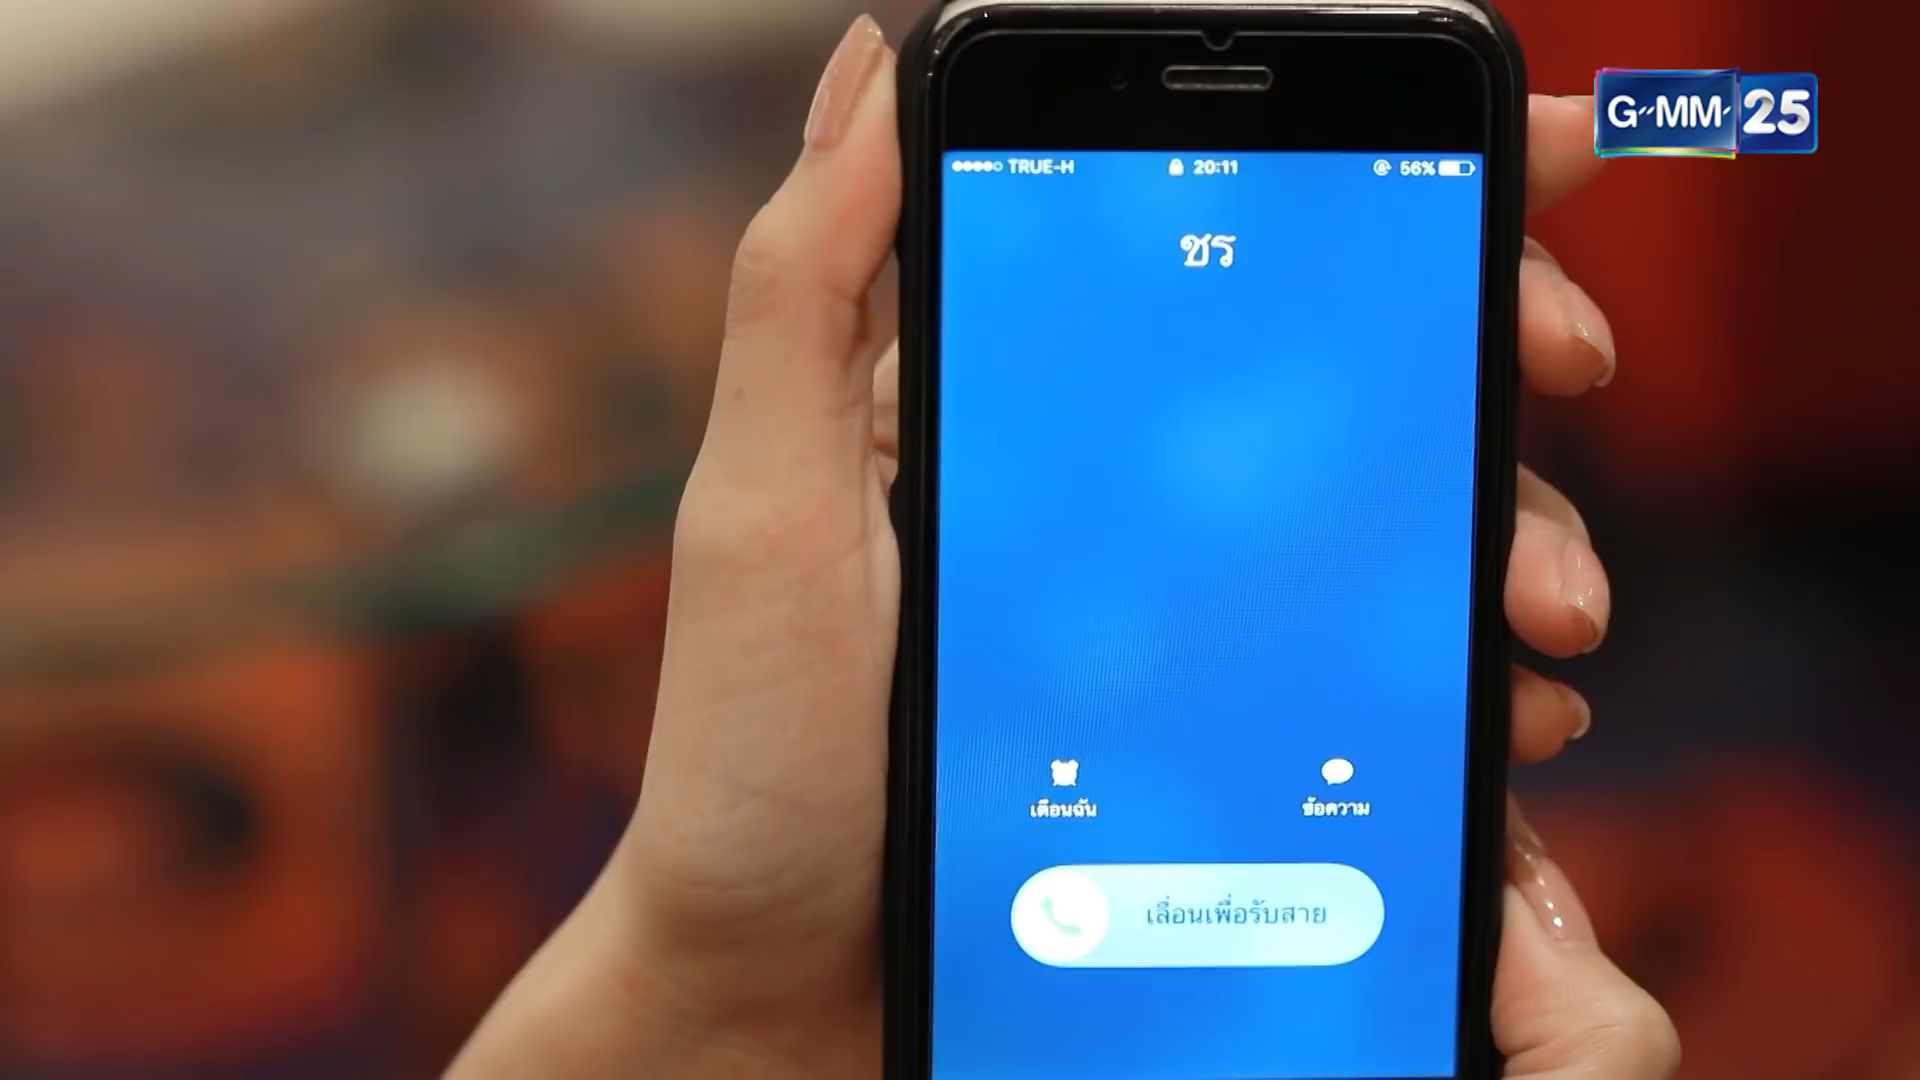 GMM 25
TRUE-H 20:11 56%
ชร
เตือนฉัน ข้อความ
เลื่อนเพื่อรับสาย